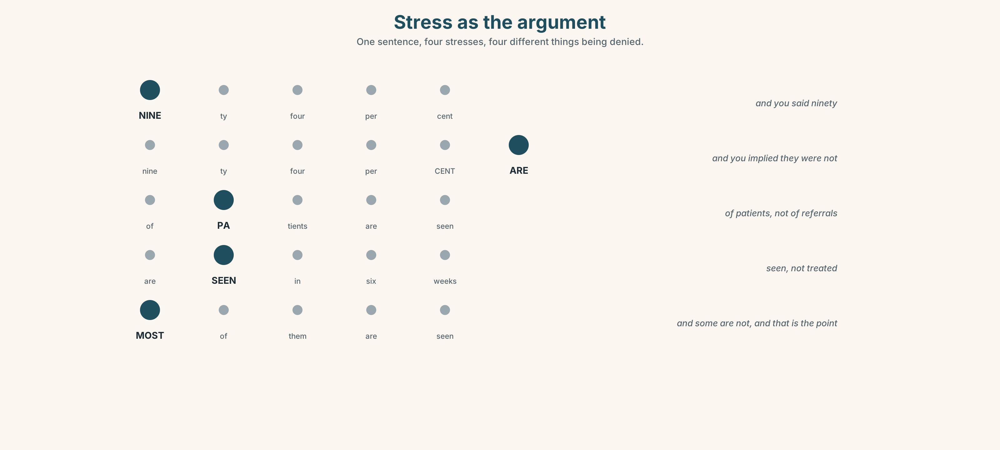 Stress as the argument
One sentence, four stresses, four different things being denied.
and you said ninety
NINE ty four per cent
and you implied they were not
nine ty four per CENT ARE
of patients, not of referrals
of PA tients are seen
seen, not treated
are SEEN in six weeks
and some are not, and that is the point
MOST of them are seen